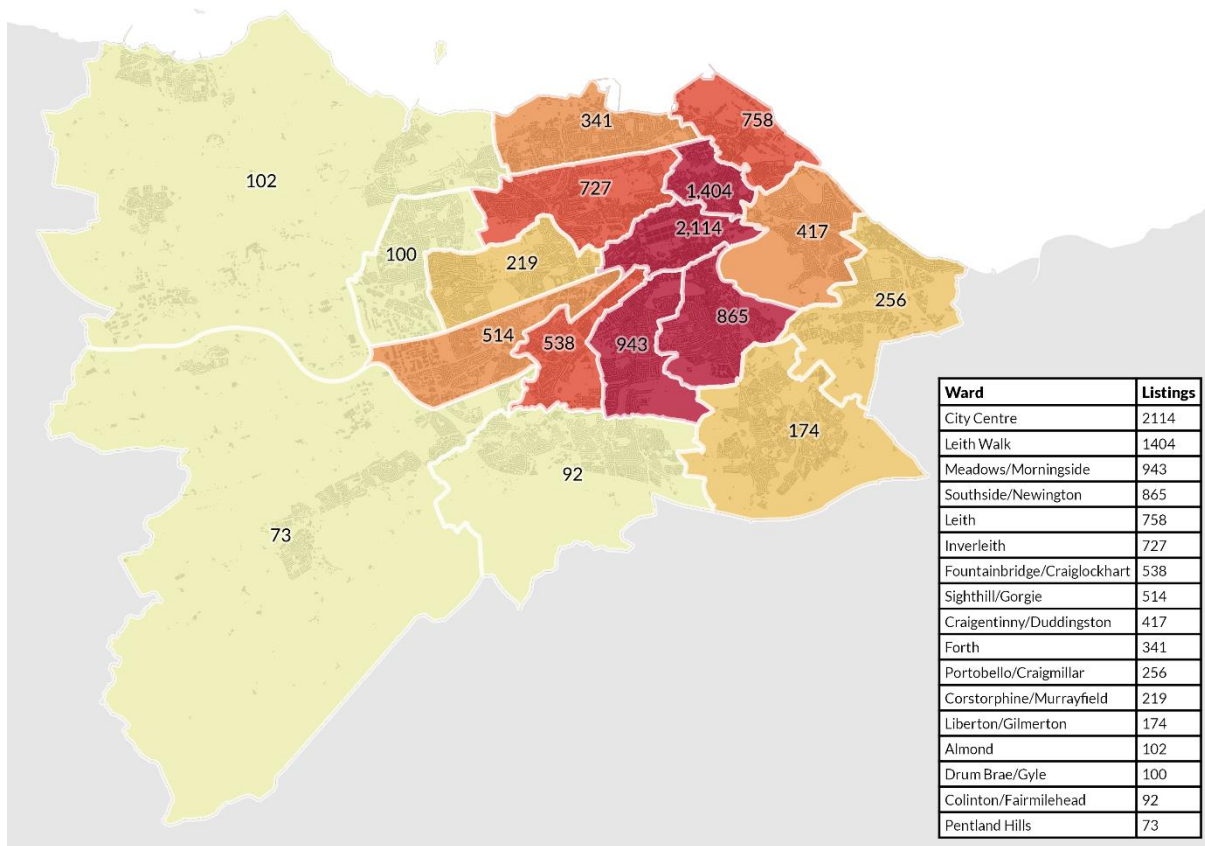 758
341
727
1,404
102
2,114
417
100
219
256
865
514
538
943
174
92
73
Ward Listings
City Centre 2114
Leith Walk 1404
Meadows/Morningside 943
Southside/Newington 865
Leith 758
Inverleith 727
Fountainbridge/Craiglockhart 538
Sighthill/Gorgie 514
Craigentinny/Duddingston 417
Forth 341
Portobello/Craigmillar 256
Corstorphine/Murrayfield 219
Liberton/Gilmerton 174
Almond 102
Drum Brae/Gyle 100
Colinton/Fairmilehead 92
Pentland Hills 73